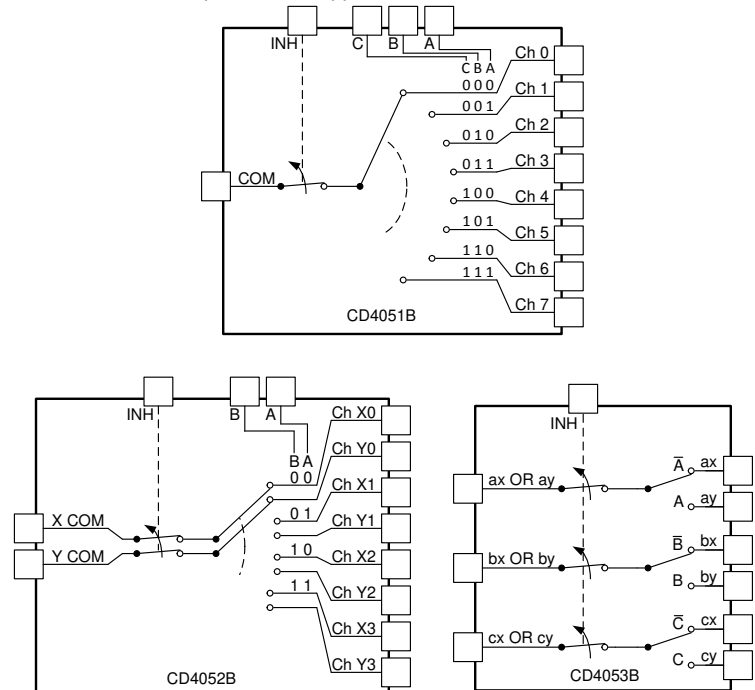 INH C B A
C B A
Ch 0
0 0 0
Ch 1
0 0 1
Ch 2
0 1 0
Ch 3
0 1 1
COM
Ch 4
1 0 0
Ch 5
1 0 1
Ch 6
1 1 0
Ch 7
1 1 1
CD4051B
INH B A
B A
Ch X0
0 0
Ch Y0
Ch X1
0 1
X COM
Ch Y1
Y COM
Ch X2
1 0
Ch Y2
1 1
Ch X3
Ch Y3
CD4052B
INH
ax OR ay
A̅ ax
A ay
bx OR by
B̅ bx
B by
cx OR cy
C̅ cx
C cy
CD4053B